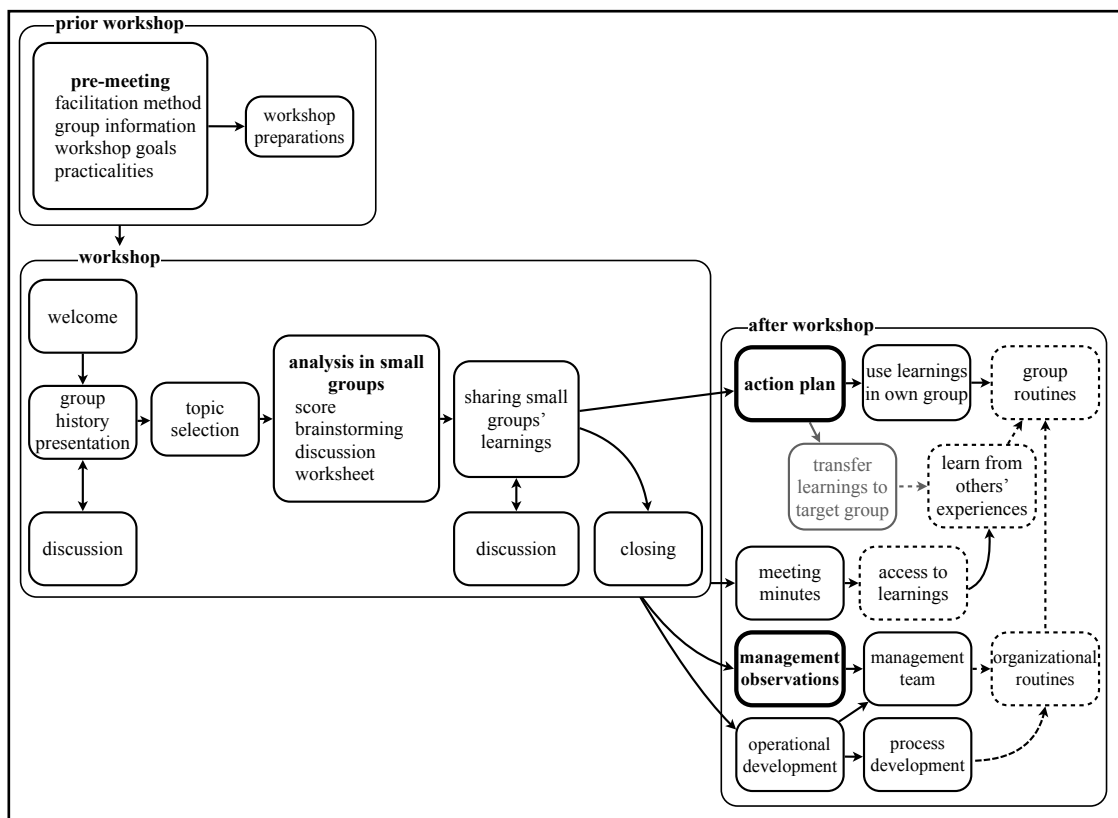 prior workshop
pre-meeting
facilitation method
group information
workshop goals
practicalities
workshop
preparations
workshop
welcome
group
history
presentation
discussion
topic
selection
analysis in small
groups
score
brainstorming
discussion
worksheet
sharing small
groups’
learnings
discussion
closing
after workshop
action plan
use learnings
in own group
group
routines
transfer
learnings to
target group
learn from
others’
experiences
meeting
minutes
access to
learnings
management
observations
management
team
organizational
routines
operational
development
process
development